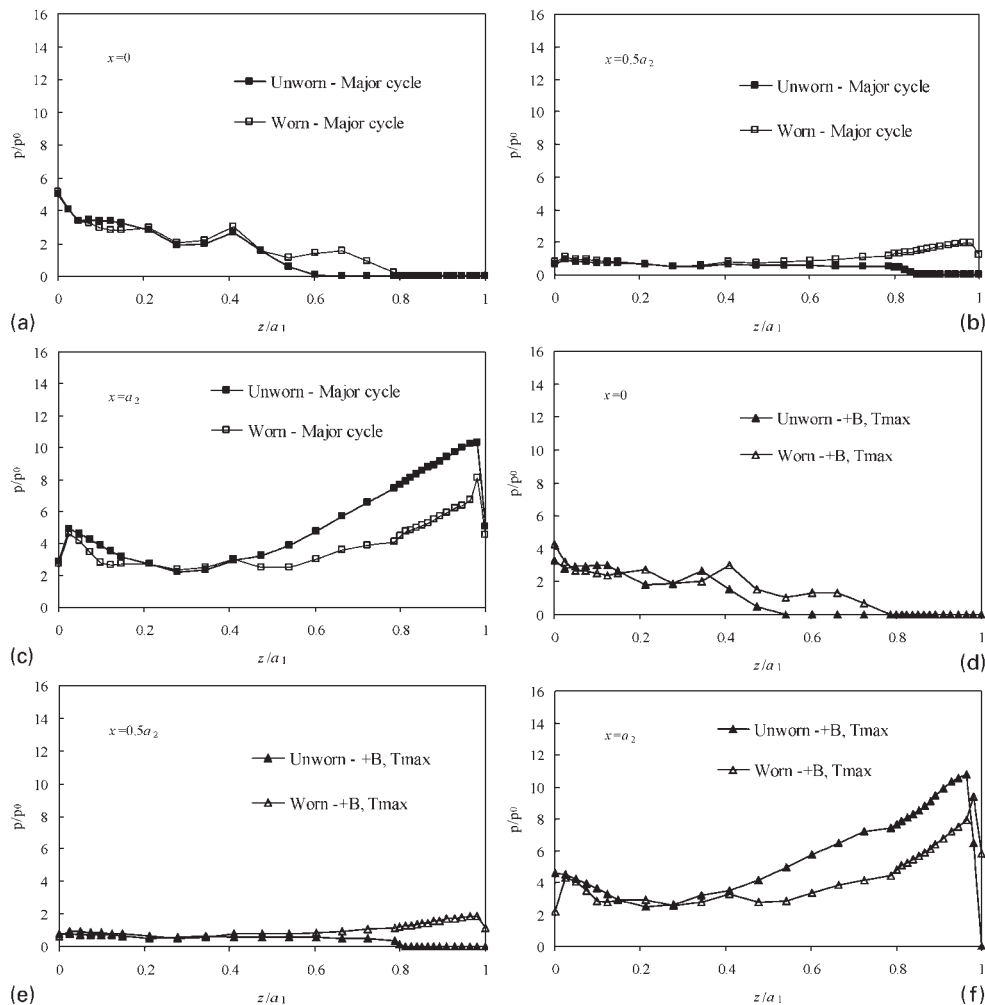 16
14
12
10
8
6
4
2
0
p/p⁰
x=0
Unworn - Major cycle
Worn - Major cycle
0 0.2 0.4 0.6 0.8 1
z/a₁
(a)
16
14
12
10
8
6
4
2
0
p/p⁰
x=0.5a₂
Unworn - Major cycle
Worn - Major cycle
0 0.2 0.4 0.6 0.8 1
z/a₁
(b)
16
14
12
10
8
6
4
2
0
p/p⁰
x=a₂
Unworn - Major cycle
Worn - Major cycle
0 0.2 0.4 0.6 0.8 1
z/a₁
(c)
16
14
12
10
8
6
4
2
0
p/p⁰
x=0
Unworn -+B, Tmax
Worn -+B, Tmax
0 0.2 0.4 0.6 0.8 1
z/a₁
(d)
16
14
12
10
8
6
4
2
0
p/p⁰
x=0.5a₂
Unworn - +B, Tmax
Worn -+B, Tmax
0 0.2 0.4 0.6 0.8 1
z/a₁
(e)
16
14
12
10
8
6
4
2
0
p/p⁰
x=a₂
Unworn -+B, Tmax
Worn -+B, Tmax
0 0.2 0.4 0.6 0.8 1
z/a₁
(f)